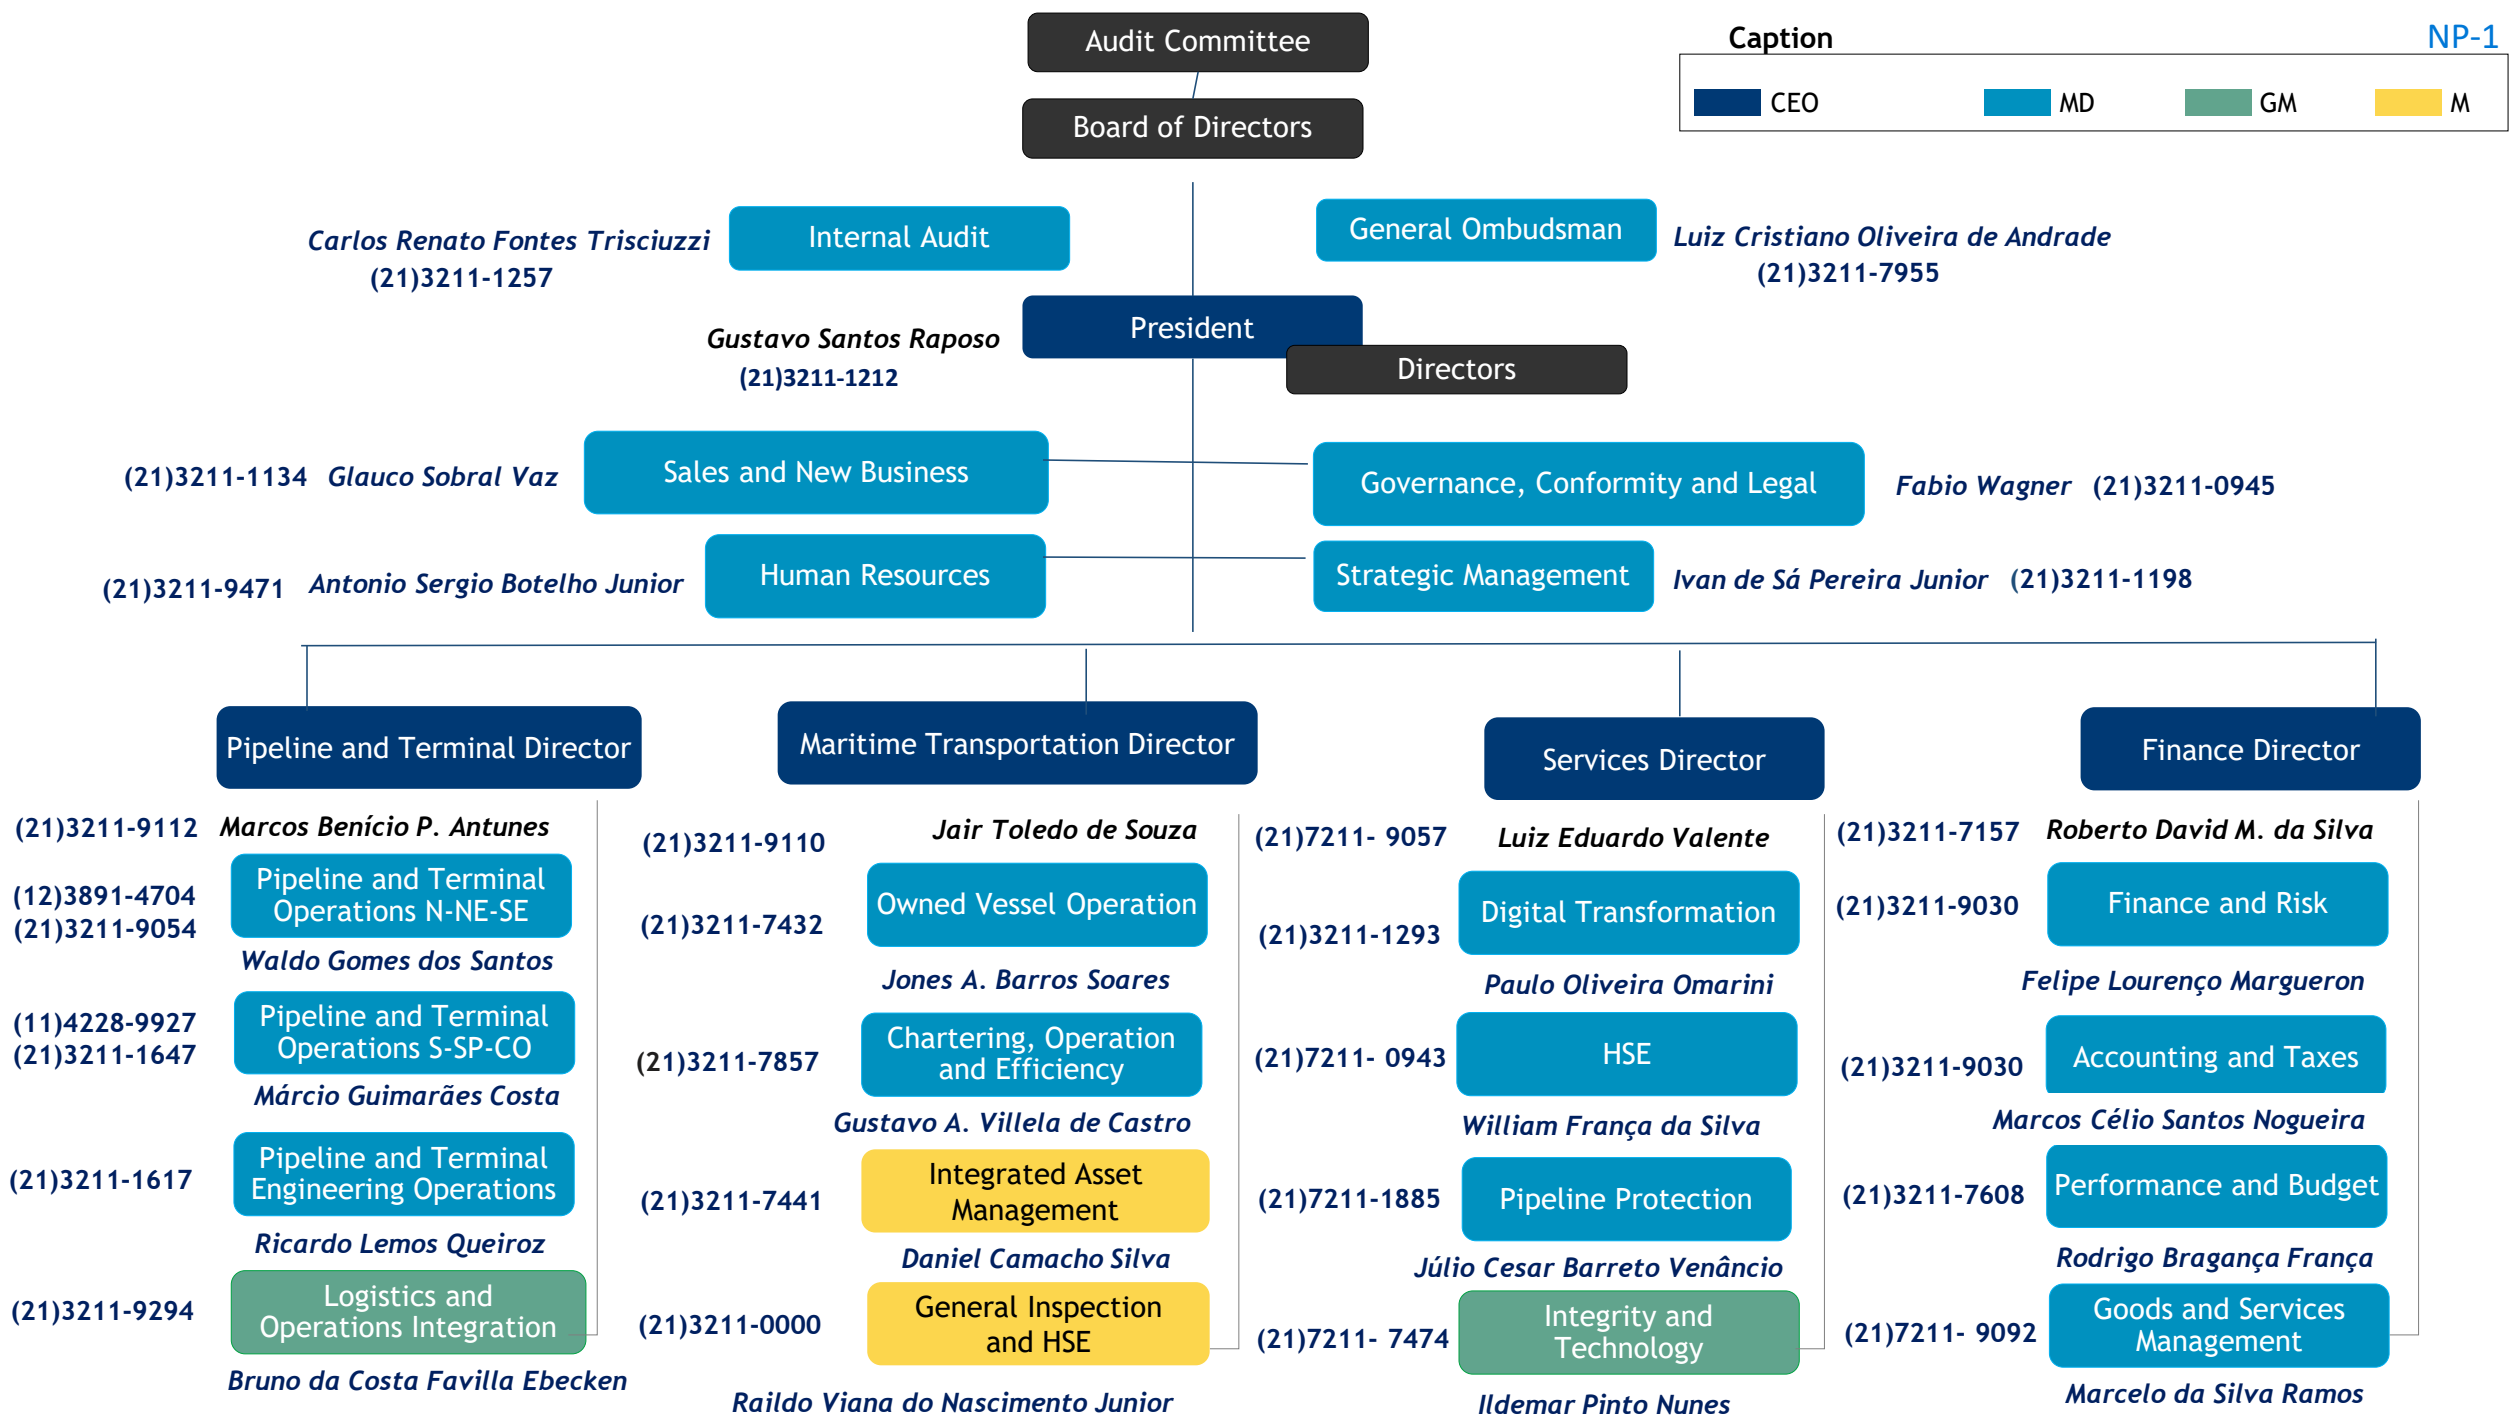 Audit Committee
Caption
NP-1
CEO
MD
GM
M
Board of Directors
Carlos Renato Fontes Trisciuzzi
(21)3211-1257
Internal Audit
General Ombudsman
Luiz Cristiano Oliveira de Andrade
(21)3211-7955
President
Gustavo Santos Raposo
(21)3211-1212
Directors
(21)3211-1134
Glauco Sobral Vaz
Sales and New Business
Governance, Conformity and Legal
Fabio Wagner
(21)3211-0945
(21)3211-9471
Antonio Sergio Botelho Junior
Human Resources
Strategic Management
Ivan de Sá Pereira Junior
(21)3211-1198
Pipeline and Terminal Director
(21)3211-9112
Marcos Benício P. Antunes
(12)3891-4704
(21)3211-9054
Pipeline and Terminal
Operations N-NE-SE
Waldo Gomes dos Santos
(11)4228-9927
(21)3211-1647
Pipeline and Terminal
Operations S-SP-CO
Márcio Guimarães Costa
(21)3211-1617
Pipeline and Terminal
Engineering Operations
Ricardo Lemos Queiroz
(21)3211-9294
Logistics and
Operations Integration
Bruno da Costa Favilla Ebecken
Maritime Transportation Director
(21)3211-9110
Jair Toledo de Souza
(21)3211-7432
Owned Vessel Operation
Jones A. Barros Soares
(21)3211-7857
Chartering, Operation
and Efficiency
Gustavo A. Villela de Castro
(21)3211-7441
Integrated Asset
Management
Daniel Camacho Silva
(21)3211-0000
General Inspection
and HSE
Raildo Viana do Nascimento Junior
Services Director
(21)7211- 9057
Luiz Eduardo Valente
(21)3211-1293
Digital Transformation
Paulo Oliveira Omarini
(21)7211- 0943
HSE
William França da Silva
(21)7211-1885
Pipeline Protection
Júlio Cesar Barreto Venâncio
(21)7211- 7474
Integrity and
Technology
Ildemar Pinto Nunes
Finance Director
(21)3211-7157
Roberto David M. da Silva
(21)3211-9030
Finance and Risk
Felipe Lourenço Margueron
(21)3211-9030
Accounting and Taxes
Marcos Célio Santos Nogueira
(21)3211-7608
Performance and Budget
Rodrigo Bragança França
(21)7211- 9092
Goods and Services
Management
Marcelo da Silva Ramos